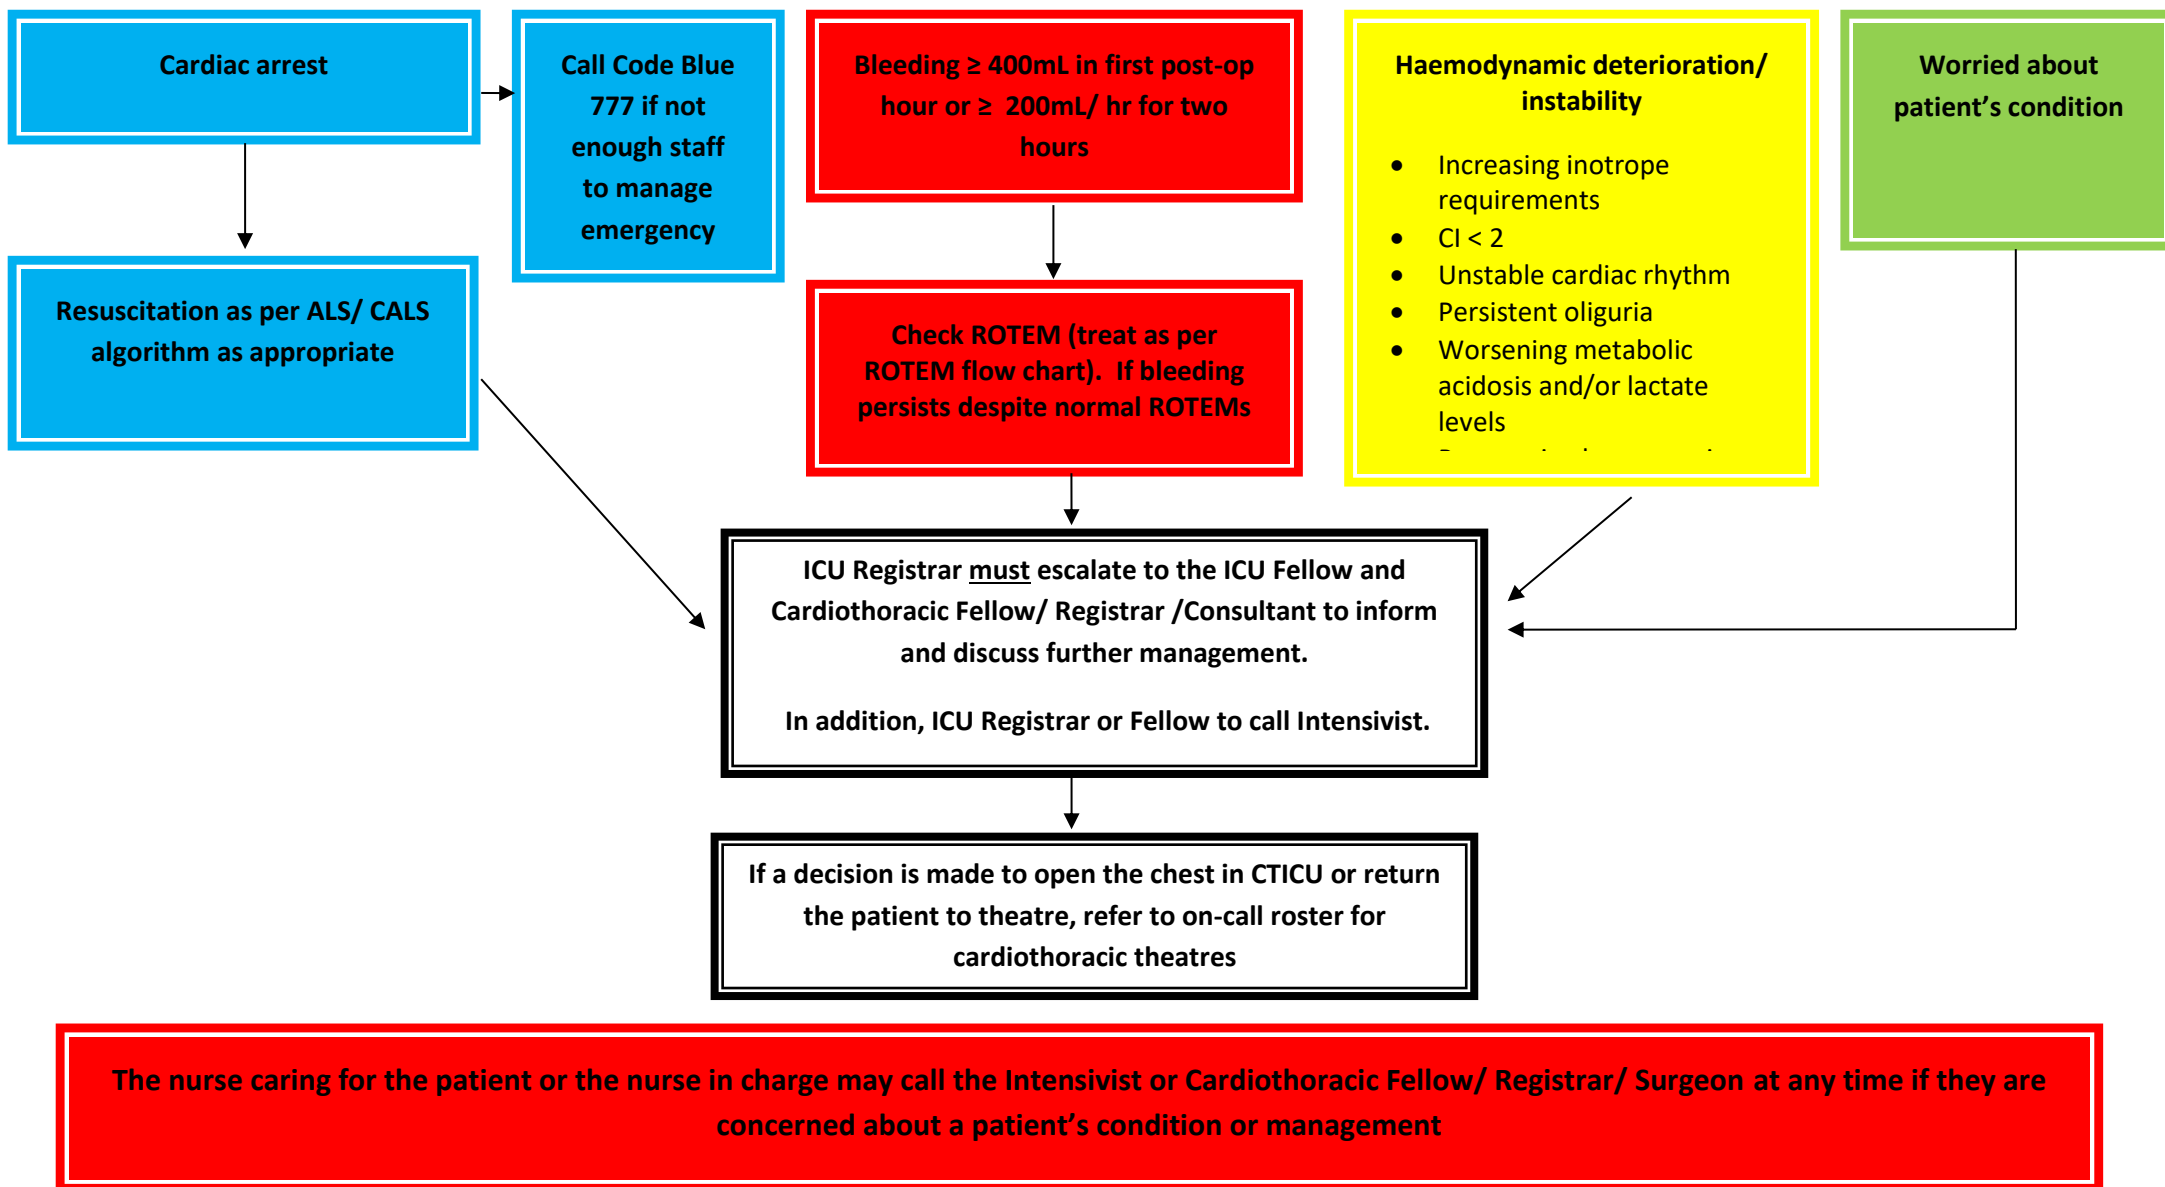 Cardiac arrest
Call Code Blue
777 if not
enough staff
to manage
emergency
Resuscitation as per ALS/ CALS
algorithm as appropriate
Bleeding ≥ 400mL in first post-op
hour or ≥ 200mL/ hr for two
hours
Check ROTEM (treat as per
ROTEM flow chart). If bleeding
persists despite normal ROTEMs
Haemodynamic deterioration/
instability
• Increasing inotrope
requirements
• CI < 2
• Unstable cardiac rhythm
• Persistent oliguria
• Worsening metabolic
acidosis and/or lactate
levels
Worried about
patient’s condition
ICU Registrar must escalate to the ICU Fellow and
Cardiothoracic Fellow/ Registrar /Consultant to inform
and discuss further management.
In addition, ICU Registrar or Fellow to call Intensivist.
If a decision is made to open the chest in CTICU or return
the patient to theatre, refer to on-call roster for
cardiothoracic theatres
The nurse caring for the patient or the nurse in charge may call the Intensivist or Cardiothoracic Fellow/ Registrar/ Surgeon at any time if they are
concerned about a patient’s condition or management